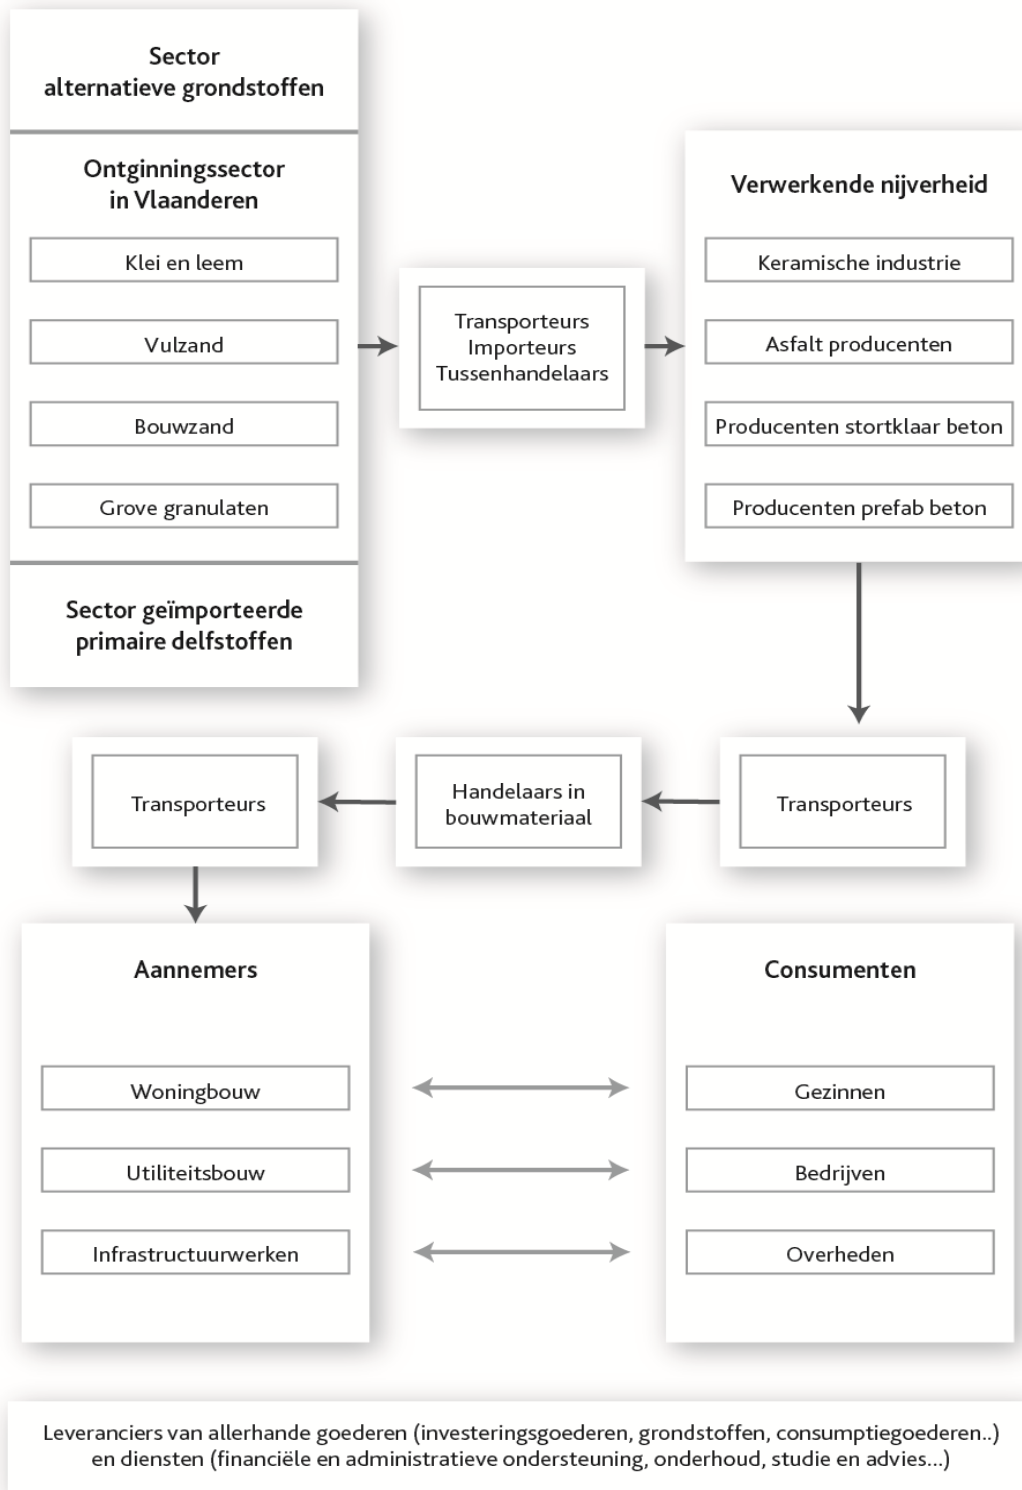 Sector
alternatieve grondstoffen
Ontginningssector
in Vlaanderen
Klei en leem
Vulzand
Bouwzand
Grove granulaten
Sector geïmporteerde
primaire delfstoffen
Transporteurs
Importeurs
Tussenhandelaars
Verwerkende nijverheid
Keramische industrie
Asfalt producenten
Producenten stortklaar beton
Producenten prefab beton
Transporteurs
Handelaars in
bouwmateriaal
Transporteurs
Aannemers
Woningbouw
Utiliteitsbouw
Infrastructuurwerken
Consumenten
Gezinnen
Bedrijven
Overheden
Leveranciers van allerhande goederen (investeringsgoederen, grondstoffen, consumptiegoederen..)
en diensten (financiële en administratieve ondersteuning, onderhoud, studie en advies...)